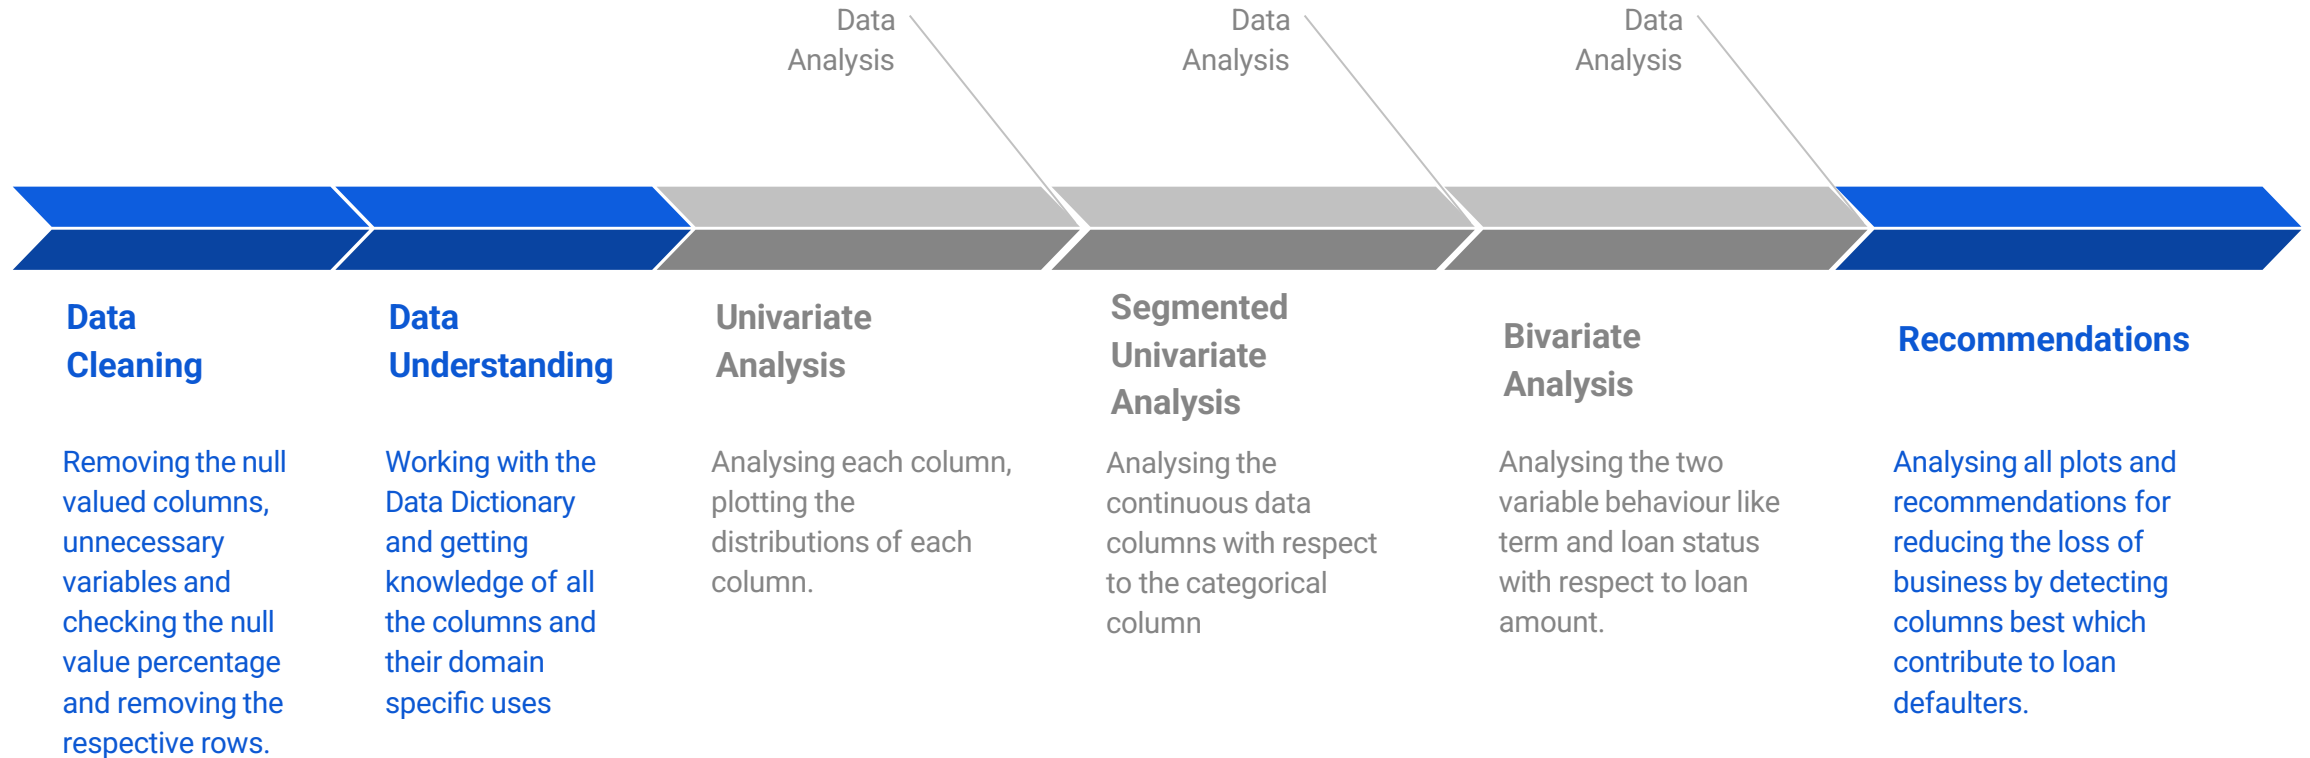 Data
Analysis
Data
Analysis
Data
Analysis
Data
Cleaning
Removing the null
valued columns,
unnecessary
variables and
checking the null
value percentage
and removing the
respective rows.
Data
Understanding
Working with the
Data Dictionary
and getting
knowledge of all
the columns and
their domain
specific uses
Univariate
Analysis
Analysing each column,
plotting the
distributions of each
column.
Segmented
Univariate
Analysis
Analysing the
continuous data
columns with respect
to the categorical
column
Bivariate
Analysis
Analysing the two
variable behaviour like
term and loan status
with respect to loan
amount.
Recommendations
Analysing all plots and
recommendations for
reducing the loss of
business by detecting
columns best which
contribute to loan
defaulters.